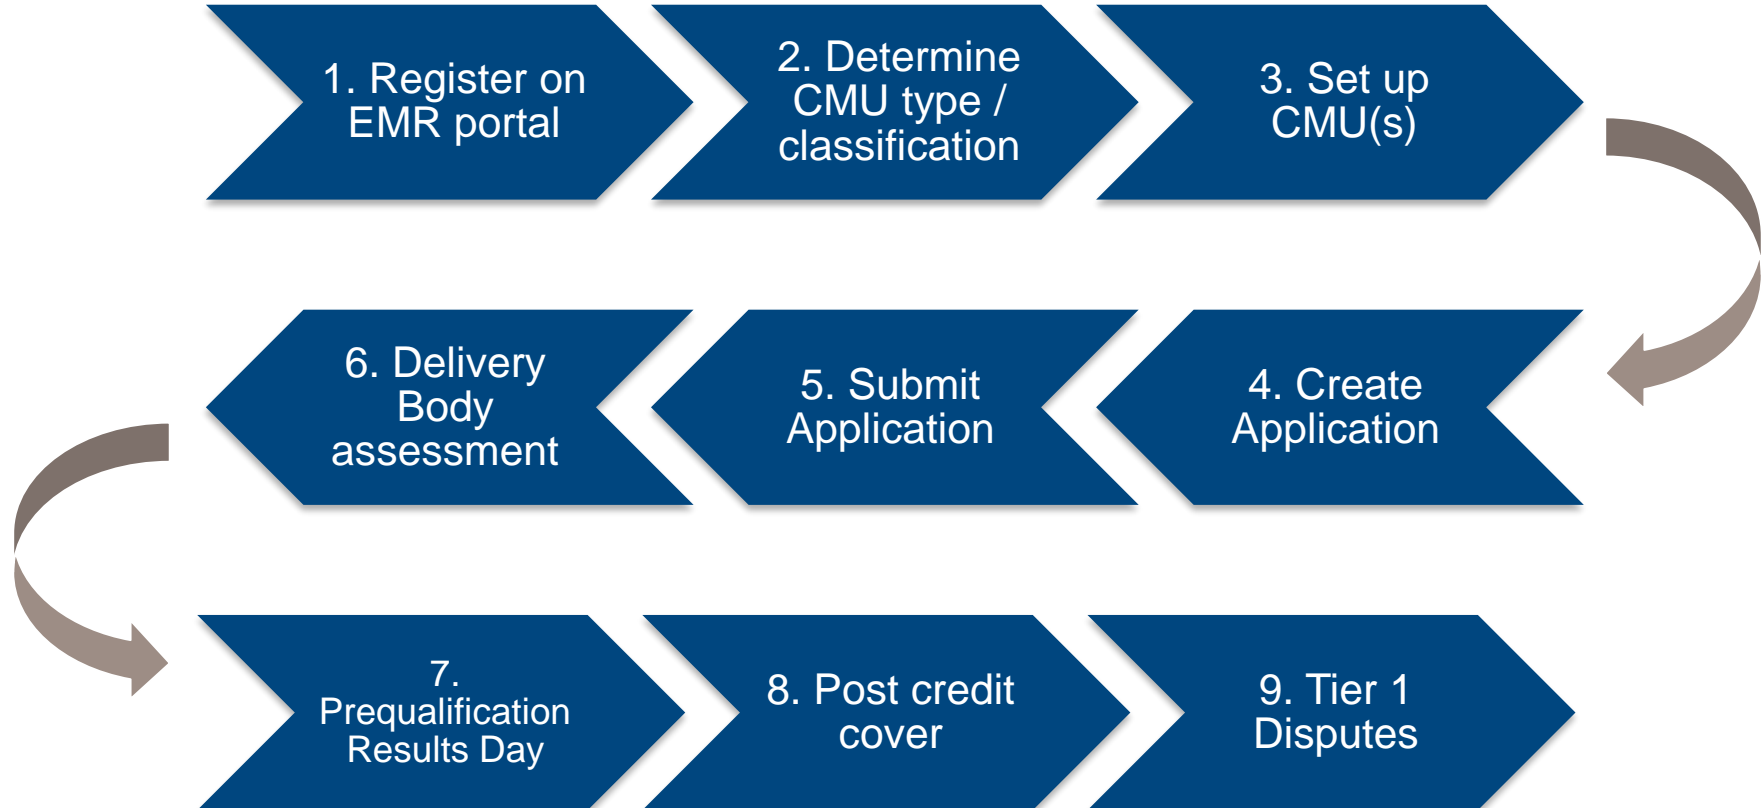 1. Register on
EMR portal
2. Determine
CMU type /
classification
3. Set up
CMU(s)
4. Create
Application
5. Submit
Application
6. Delivery
Body
assessment
7.
Prequalification
Results Day
8. Post credit
cover
9. Tier 1
Disputes